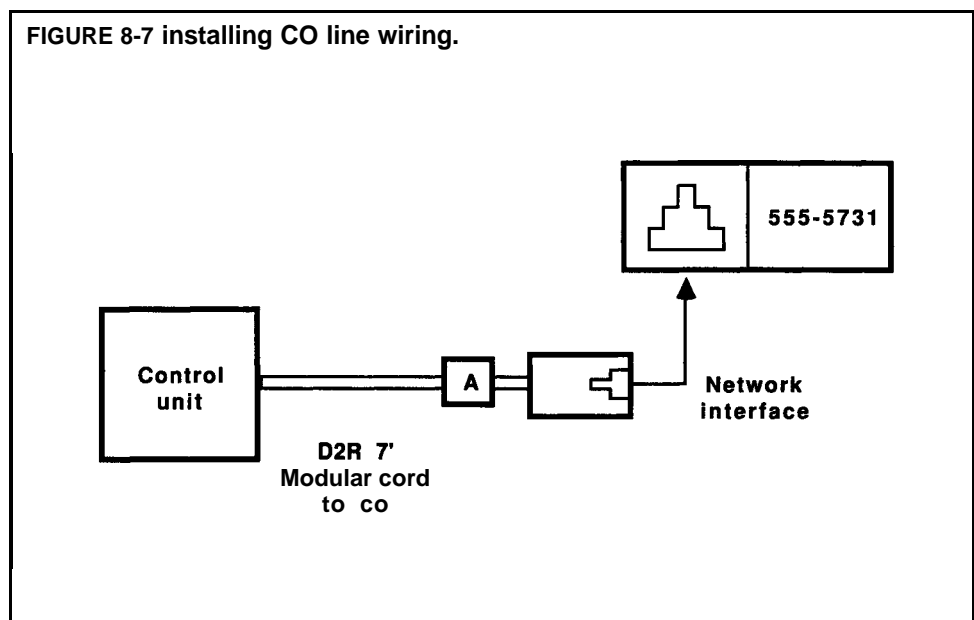 FIGURE 8-7 installing CO line wiring.
555-5731
Control
unit
A
Network
interface
D2R 7'
Modular cord
to co